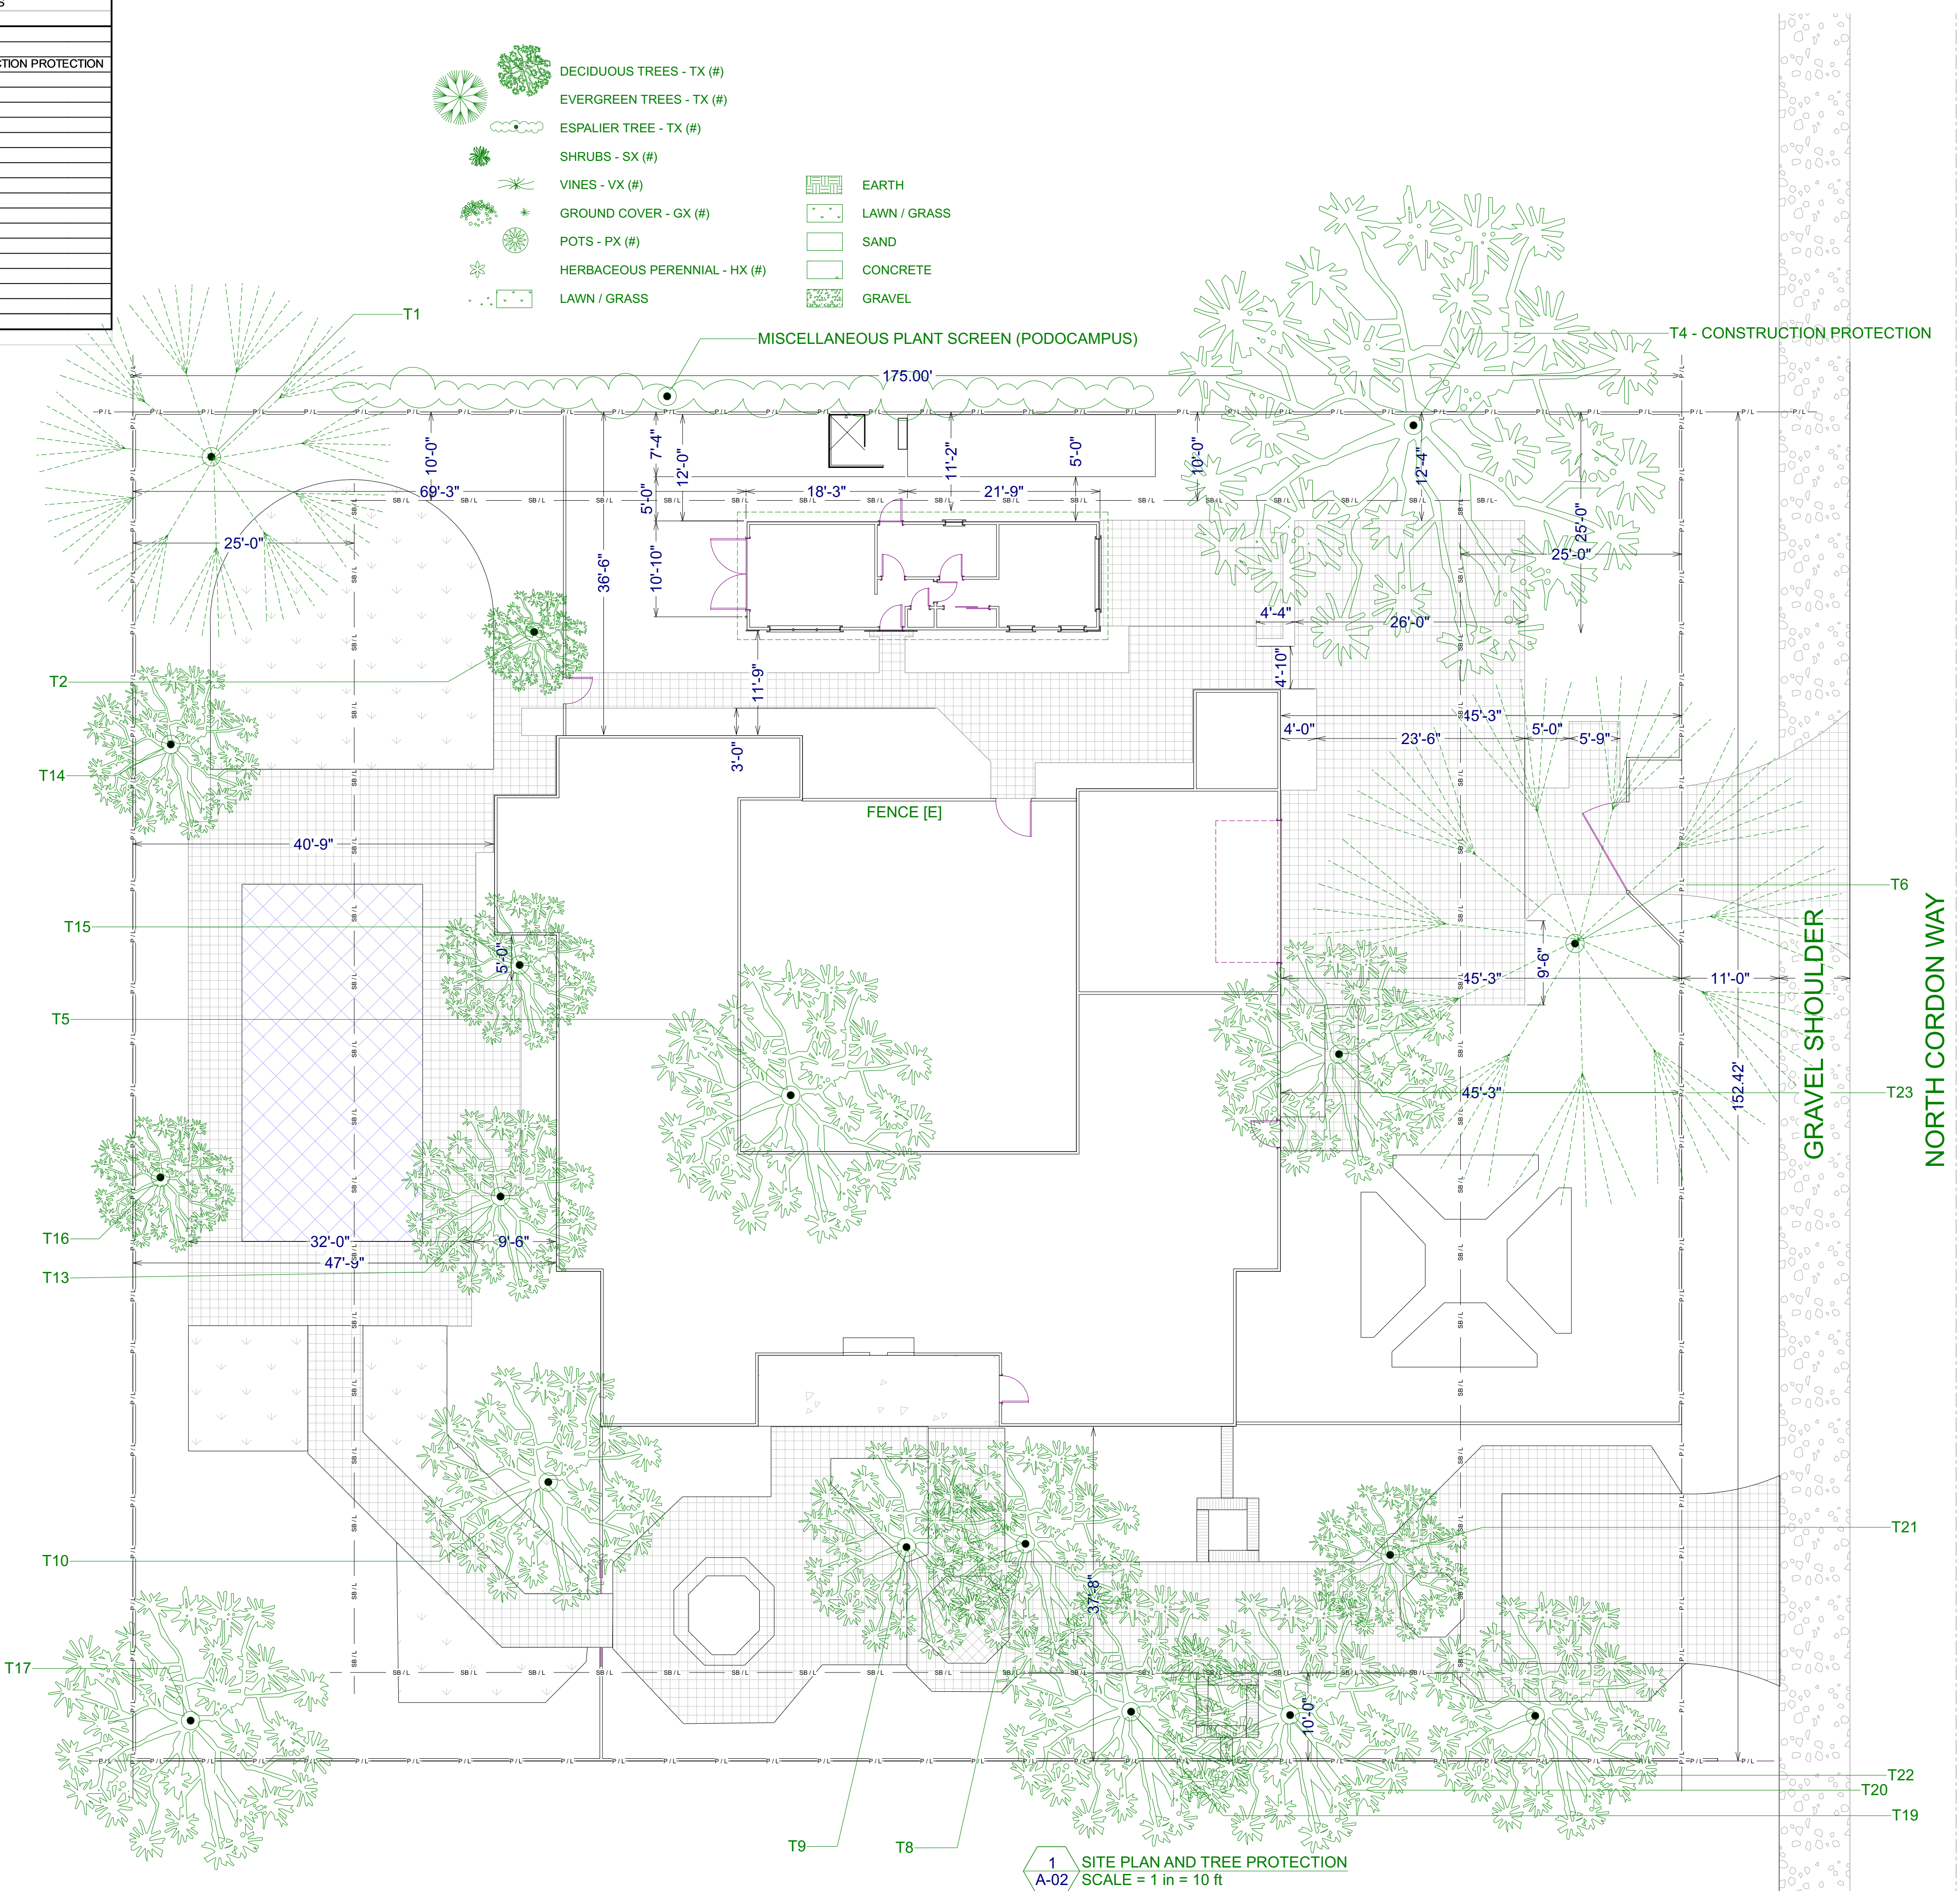 S
CTION PROTECTION
DECIDUOUS TREES - TX (#)
EVERGREEN TREES - TX (#)
ESPALIER TREE - TX (#)
SHRUBS - SX (#)
VINES - VX (#)
GROUND COVER - GX (#)
POTS - PX (#)
HERBACEOUS PERENNIAL - HX (#)
LAWN / GRASS
EARTH
LAWN / GRASS
SAND
CONCRETE
GRAVEL
T1
MISCELLANEOUS PLANT SCREEN (PODOCAMPUS)
T4 - CONSTRUCTION PROTECTION
175.00'
P / L
10'-0"
7'-4"
12'-0"
11'-2"
5'-0"
10'-0"
12'-4"
69'-3"
18'-3"
21'-9"
SB / L
5'-0"
25'-0"
25'-0"
25'-0"
36'-6"
10'-10"
4'-4"
26'-0"
T2
11'-9"
4'-10"
45'-3"
3'-0"
4'-0"
23'-6"
5'-0"
5'-9"
T14
FENCE [E]
40'-9"
T6
T15
5'-0"
9'-6"
45'-3"
11'-0"
GRAVEL SHOULDER
NORTH CORDON WAY
T5
45'-3"
152.42'
T23
T16
32'-0"
9'-6"
47'-9"
T13
T21
T10
37'-8"
T17
10'-0"
T22
T20
T19
T9
T8
1
A-02
SITE PLAN AND TREE PROTECTION
SCALE = 1 in = 10 ft